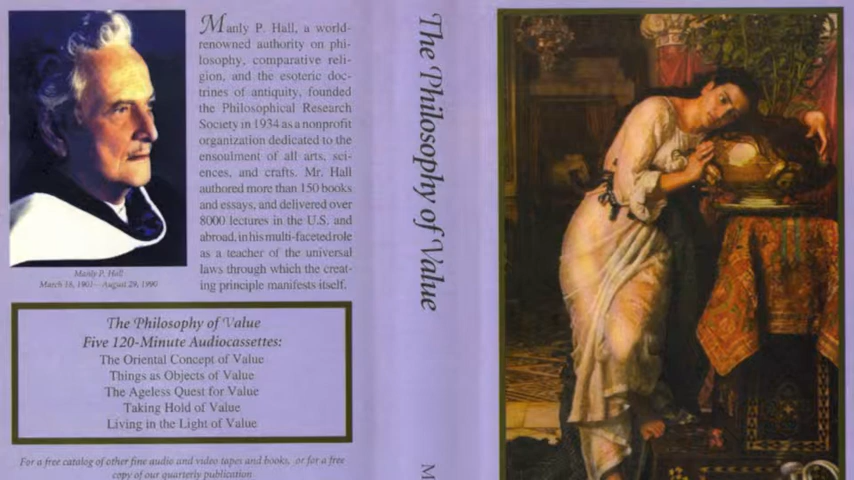 Manly P. Hall, a world-
renowned authority on phi-
losophy, comparative reli-
gion, and the esoteric doc-
trines of antiquity, founded
the Philosophical Research
Society in 1934 as a nonprofit
organization dedicated to the
ensoulment of all arts, sci-
ences, and crafts. Mr. Hall
authored more than 150 books
and essays, and delivered over
8000 lectures in the U.S. and
abroad, in his multi-faceted role
as a teacher of the universal
laws through which the creat-
ing principle manifests itself.
Manly P. Hall
March 18, 1901 – August 29, 1990
The Philosophy of Value
Five 120-Minute Audiocassettes:
The Oriental Concept of Value
Things as Objects of Value
The Ageless Quest for Value
Taking Hold of Value
Living in the Light of Value
For a free catalog of other fine audio and video tapes and books, or for a free
copy of our quarterly publication
The Philosophy of Value
M